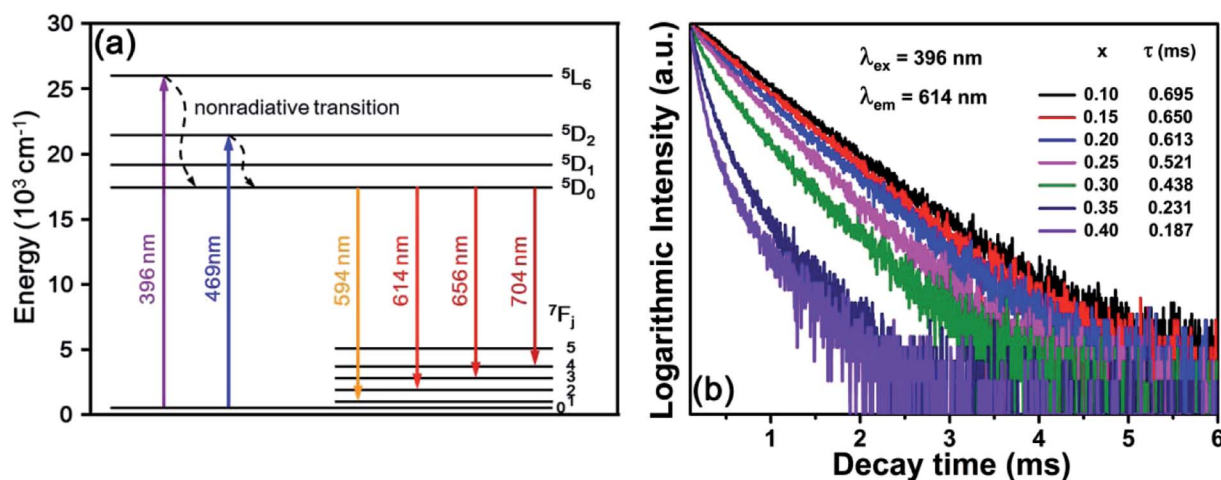 (a)
Energy (10³ cm⁻¹)
30
25
20
15
10
5
0
⁵L₆
nonradiative transition
⁵D₂
⁵D₁
⁵D₀
396 nm
469nm
594 nm
614 nm
656 nm
704 nm
⁷Fⱼ
5
4
3
2
1
0
(b)
Logarithmic Intensity (a.u.)
λex = 396 nm
λem = 614 nm
x τ (ms)
0.10 0.695
0.15 0.650
0.20 0.613
0.25 0.521
0.30 0.438
0.35 0.231
0.40 0.187
1 2 3 4 5 6
Decay time (ms)